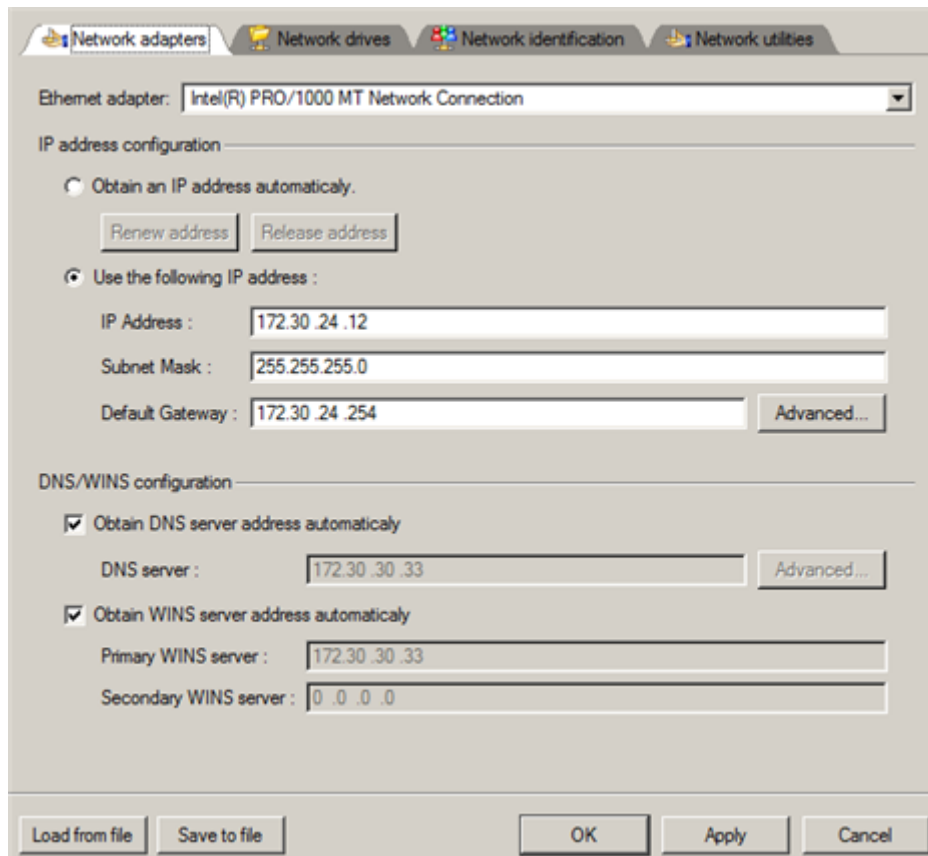 Network adapters Network drives Network identification Network utilities
Ethernet adapter: Intel(R) PRO/1000 MT Network Connection
IP address configuration
Obtain an IP address automaticaly.
Renew address Release address
Use the following IP address :
IP Address : 172.30 .24 .12
Subnet Mask : 255.255.255.0
Default Gateway : 172.30 .24 .254 Advanced...
DNS/WINS configuration
Obtain DNS server address automaticaly
DNS server : 172.30 .30 .33 Advanced...
Obtain WINS server address automaticaly
Primary WINS server : 172.30 .30 .33
Secondary WINS server : 0 .0 .0 .0
Load from file Save to file OK Apply Cancel